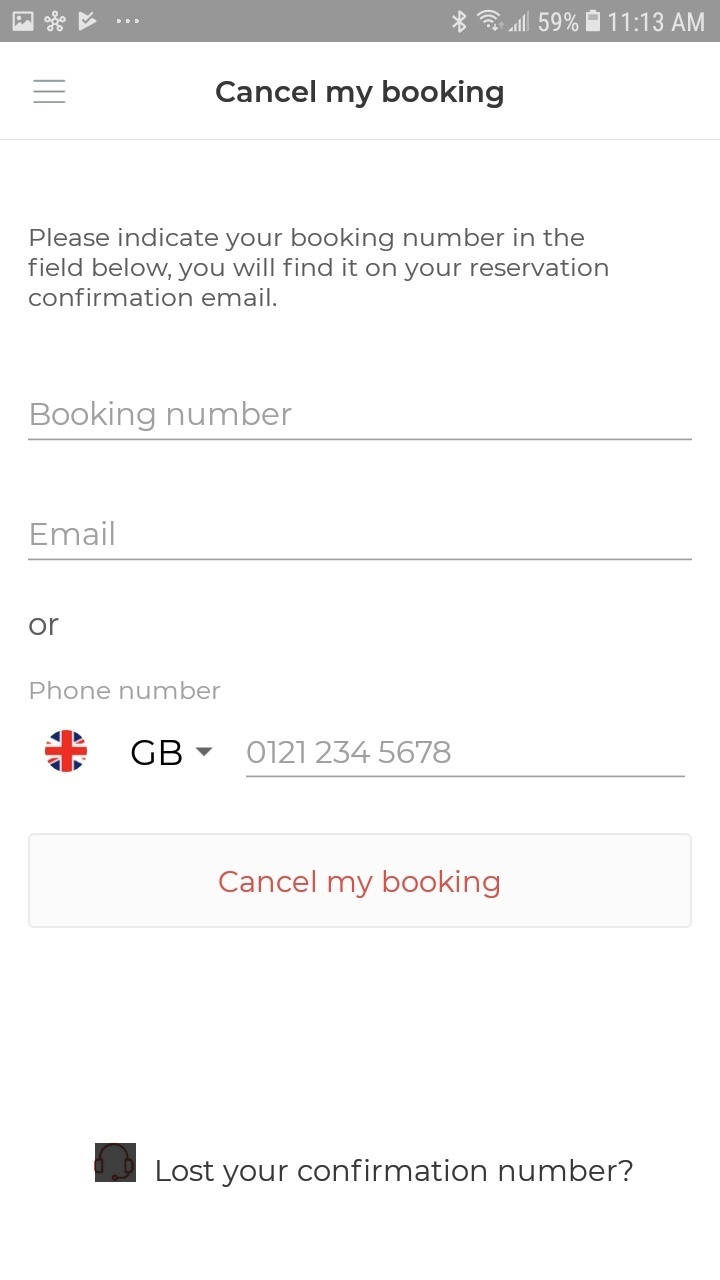 59% 11:13 AM
Cancel my booking
Please indicate your booking number in the
field below, you will find it on your reservation
confirmation email.
Booking number
Email
or
Phone number
GB 0121 234 5678
Cancel my booking
Lost your confirmation number?